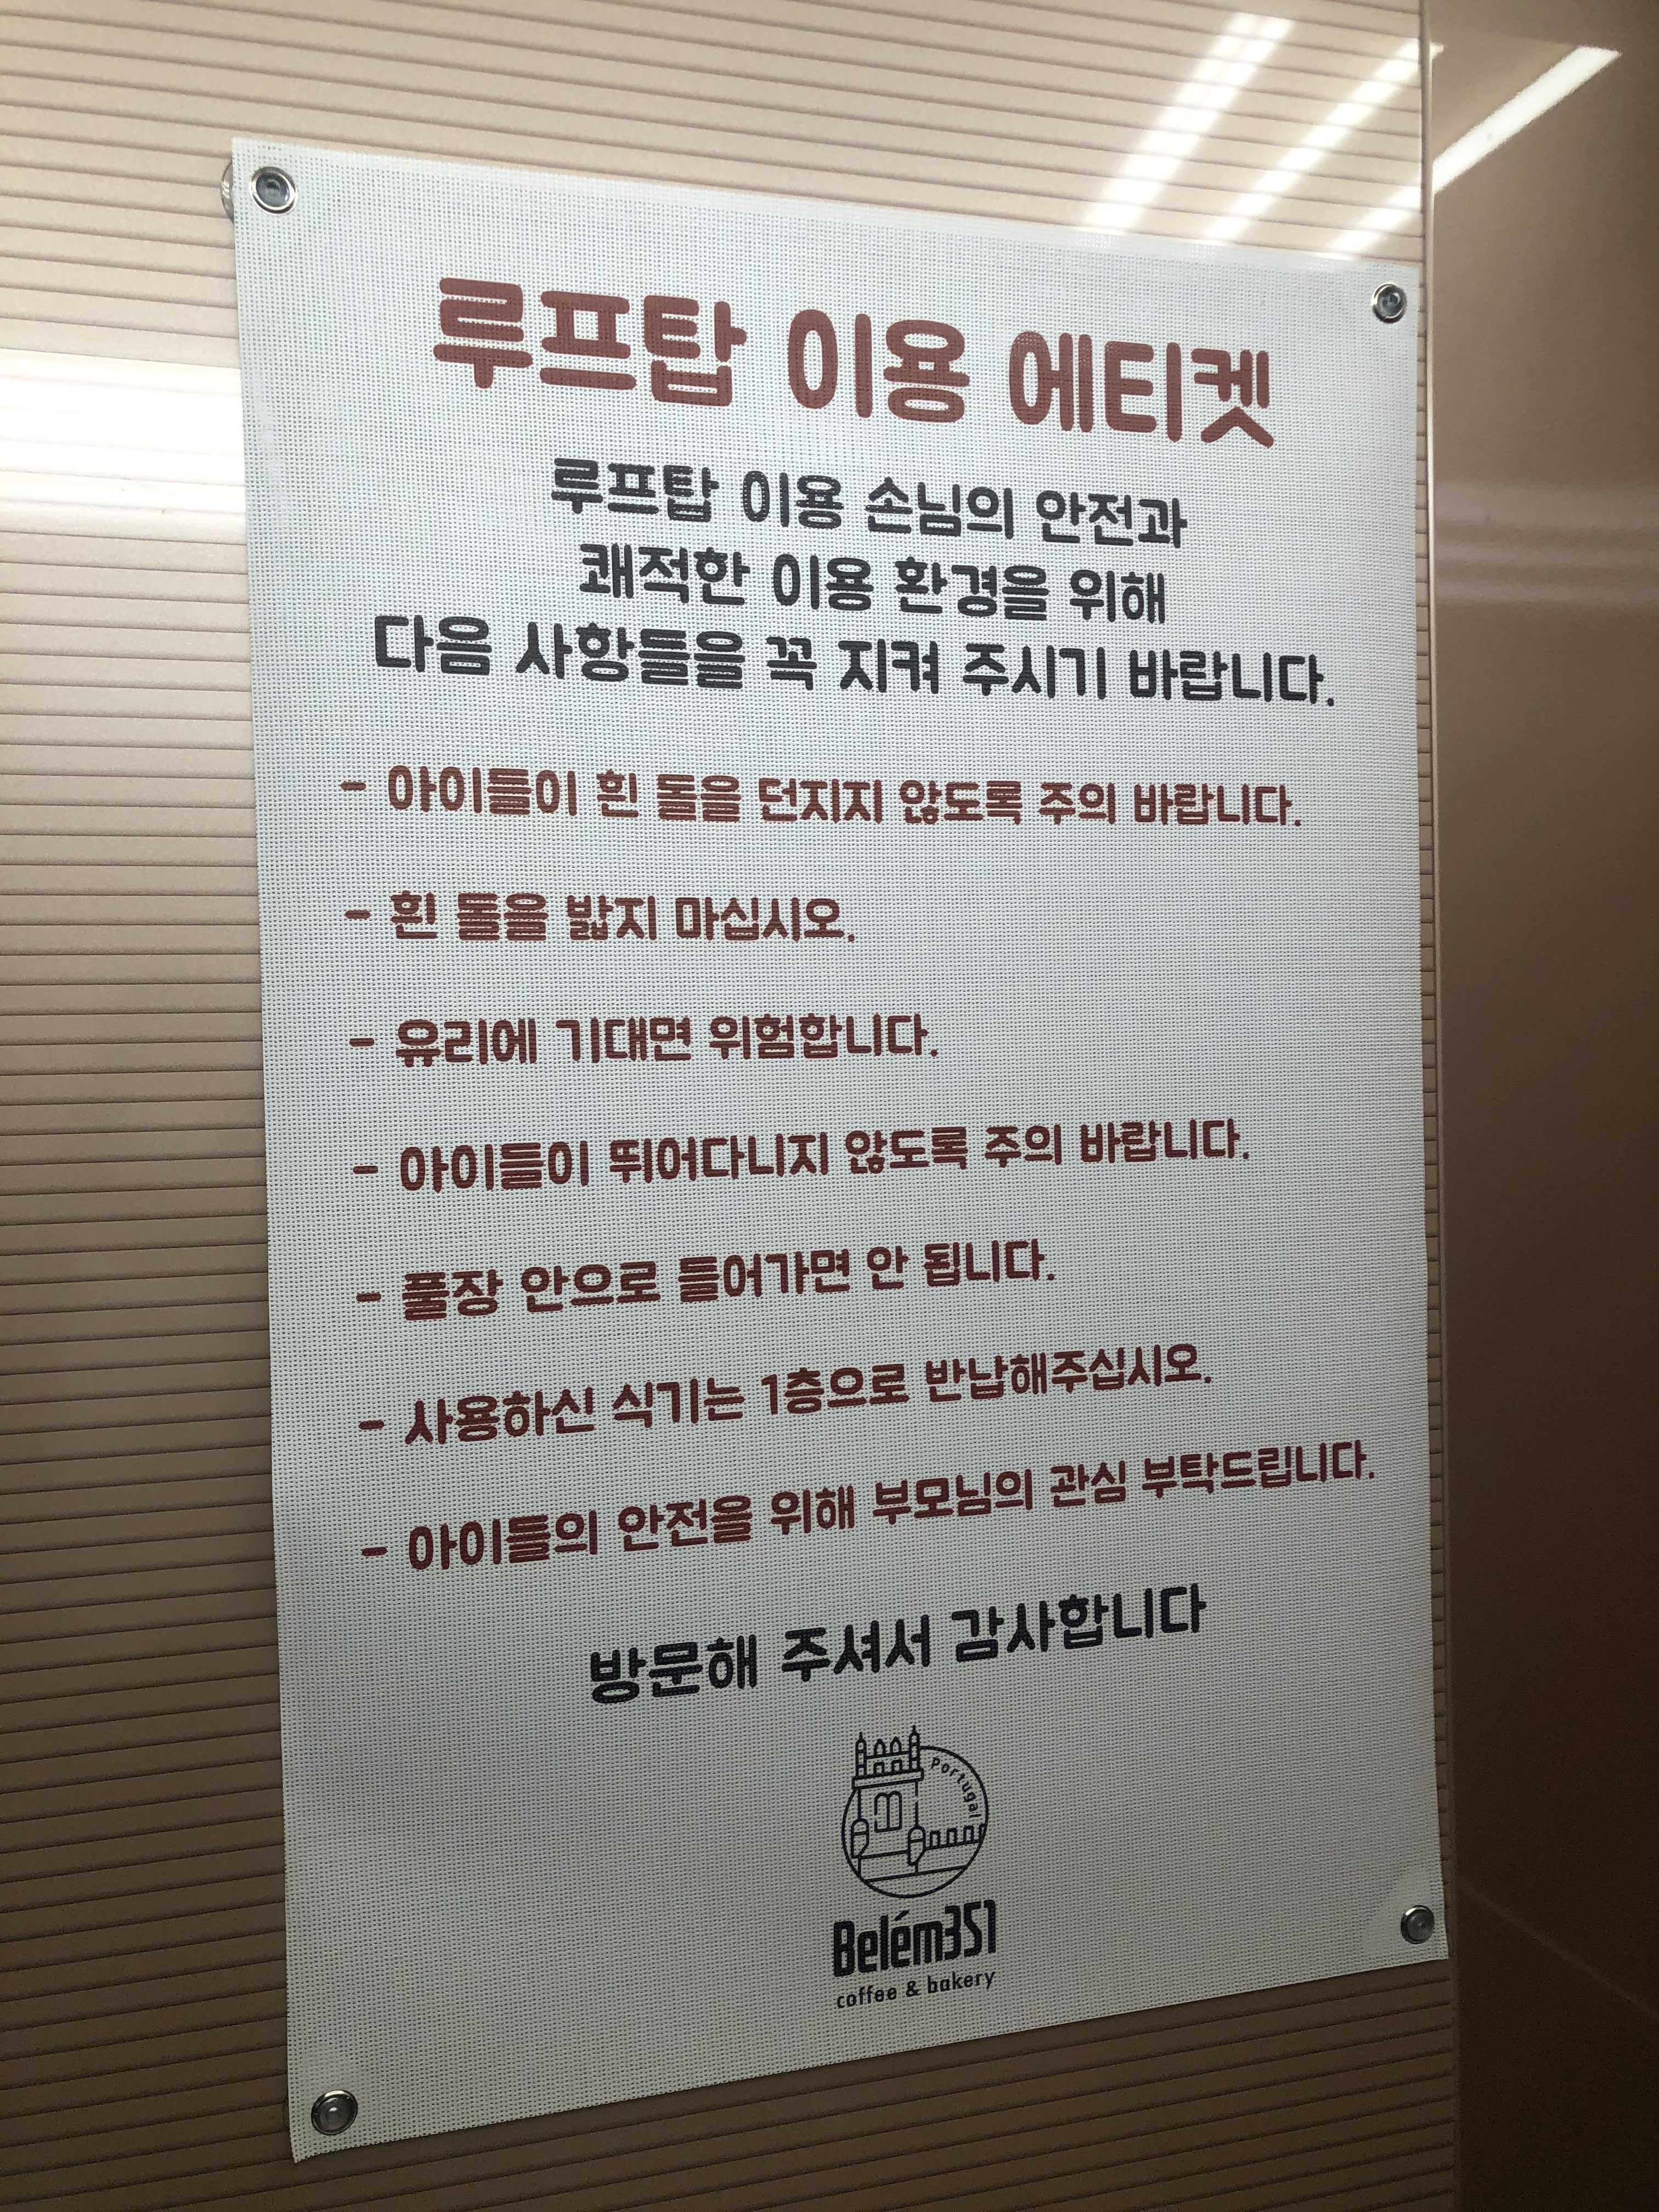 루프탑 이용 에티켓
루프탑 이용 손님의 안전과
쾌적한 이용 환경을 위해
다음 사항들을 꼭 지켜 주시기 바랍니다.
- 아이들이 흰 돌을 던지지 않도록 주의 바랍니다.
- 흰 돌을 밟지 마십시오.
- 유리에 기대면 위험합니다.
- 아이들이 뛰어다니지 않도록 주의 바랍니다.
- 풀장 안으로 들어가면 안 됩니다.
- 사용하신 식기는 1층으로 반납해주십시오.
- 아이들의 안전을 위해 부모님의 관심 부탁드립니다.
방문해 주셔서 감사합니다
Portugal
Belém351
coffee & bakery